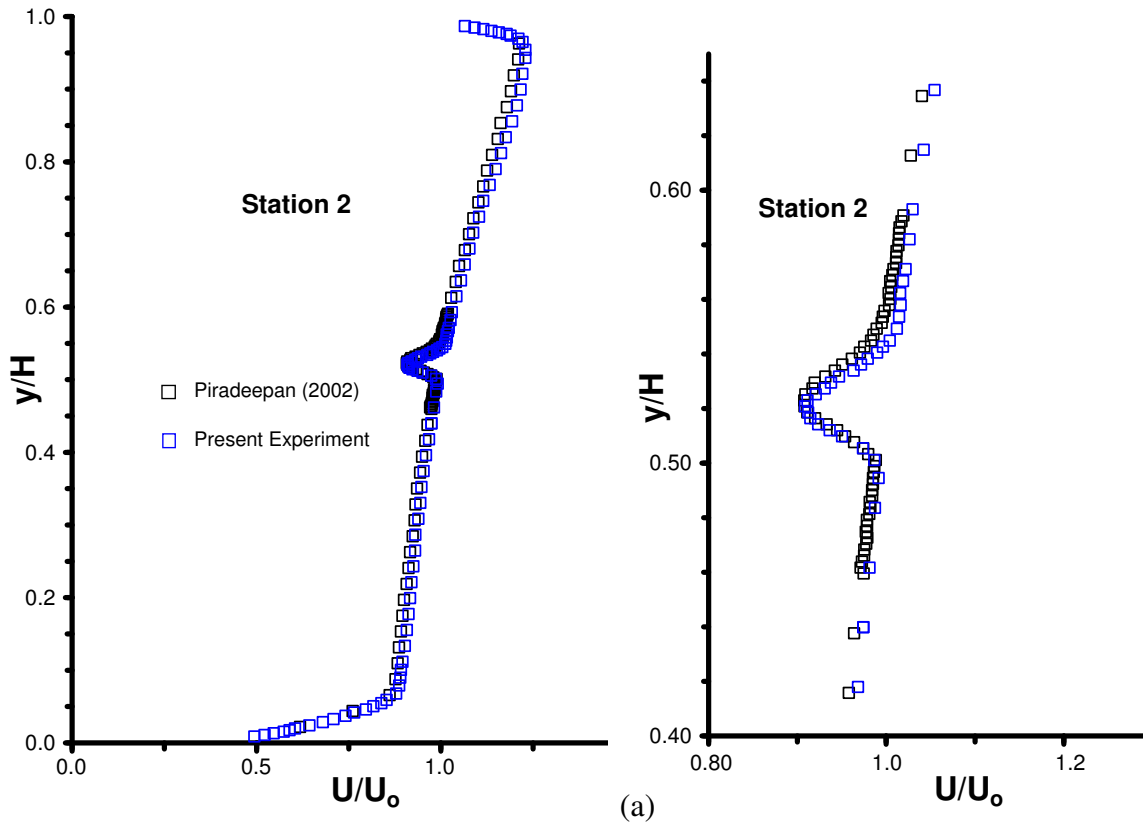 1.0
0.8
0.6
0.4
0.2
0.0
y/H
Station 2
Piradeepan (2002)
Present Experiment
0.0
0.5
1.0
U/Uo
0.60
0.50
0.40
y/H
Station 2
0.80
1.0
1.2
U/Uo
(a)